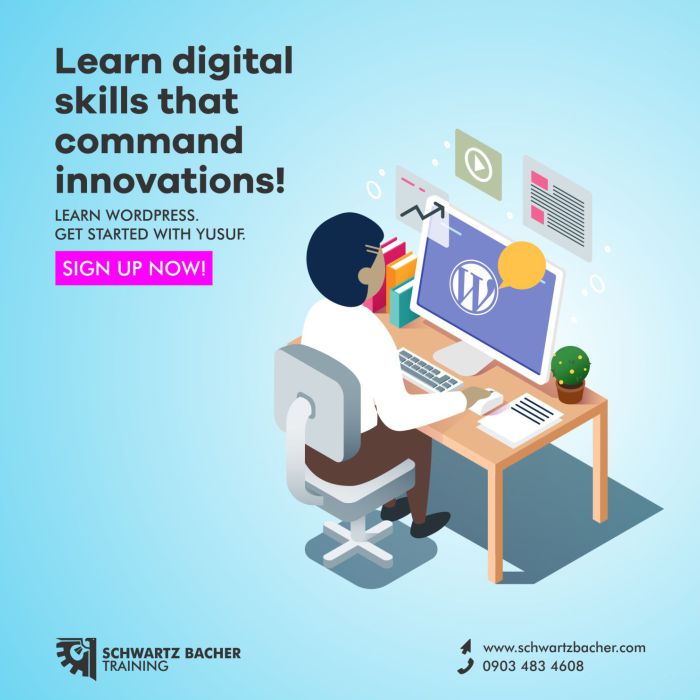 Learn digital
skills that
command
innovations!
LEARN WORDPRESS.
GET STARTED WITH YUSUF.
SIGN UP NOW!
SCHWARTZ BACHER
TRAINING
www.schwartzbacher.com
0903 483 4608